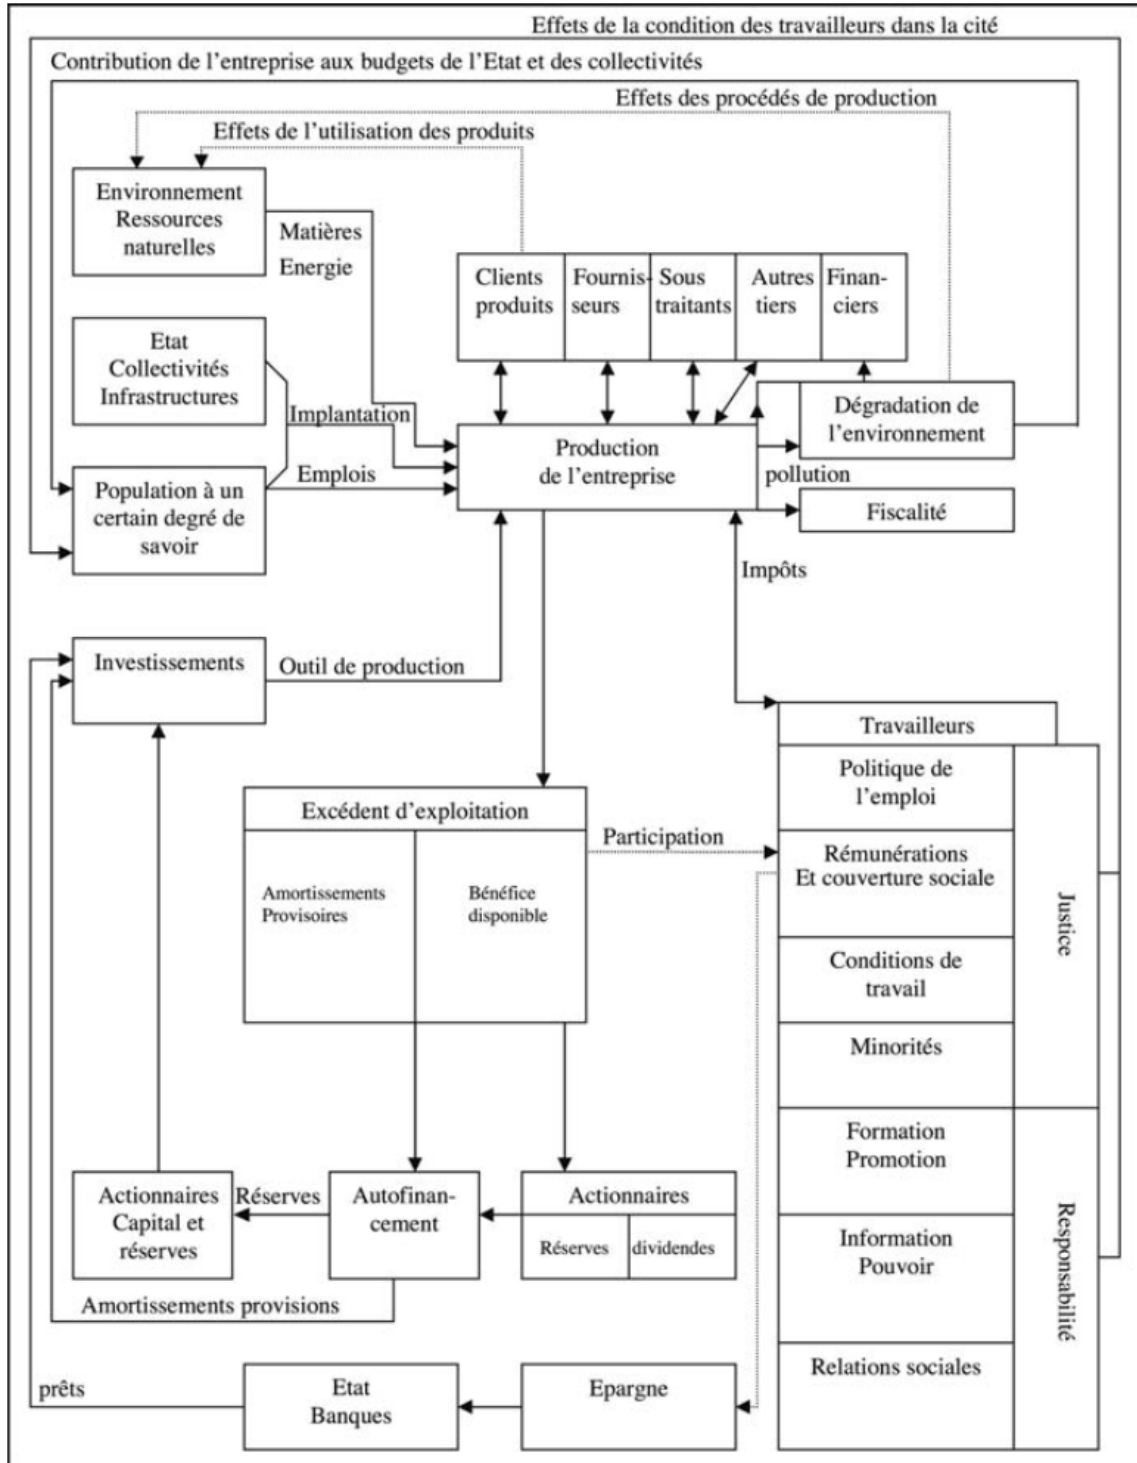 Effets de la condition des travailleurs dans la cité
Contribution de l'entreprise aux budgets de l'Etat et des collectivités
Effets des procédés de production
Effets de l'utilisation des produits
Environnement
Ressources
naturelles
Matières
Energie
Clients
produits
Fournis-
seurs
Sous
traitants
Autres
tiers
Finan-
ciers
Etat
Collectivités
Infrastructures
Implantation
Dégradation de
l'environnement
Production
de l'entreprise
pollution
Population à un
certain degré de
savoir
Emplois
Fiscalité
Impôts
Investissements
Outil de production
Travailleurs
Politique de
l'emploi
Excédent d'exploitation
Participation
Rémunérations
Et couverture sociale
Amortissements
Provisoires
Bénéfice
disponible
Justice
Conditions de
travail
Minorités
Formation
Promotion
Actionnaires
Capital et
réserves
Réserves
Autofinan-
cement
Actionnaires
Réserves
dividendes
Information
Pouvoir
Responsabilité
Amortissements provisions
Relations sociales
prêts
Etat
Banques
Epargne